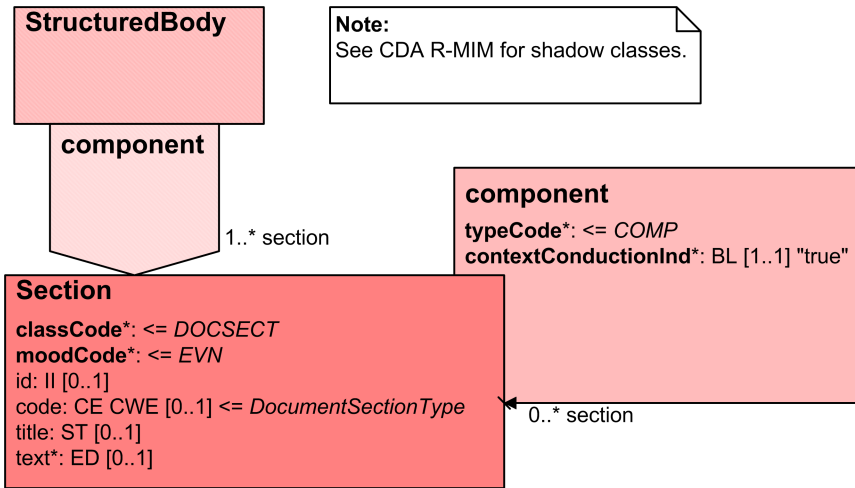 StructuredBody
Note:
See CDA R-MIM for shadow classes.
component
1..* section
component
typeCode*: <= COMP
contextConductionInd*: BL [1..1] "true"
Section
classCode*: <= DOCSECT
moodCode*: <= EVN
id: II [0..1]
code: CE CWE [0..1] <= DocumentSectionType
title: ST [0..1]
text*: ED [0..1]
0..* section